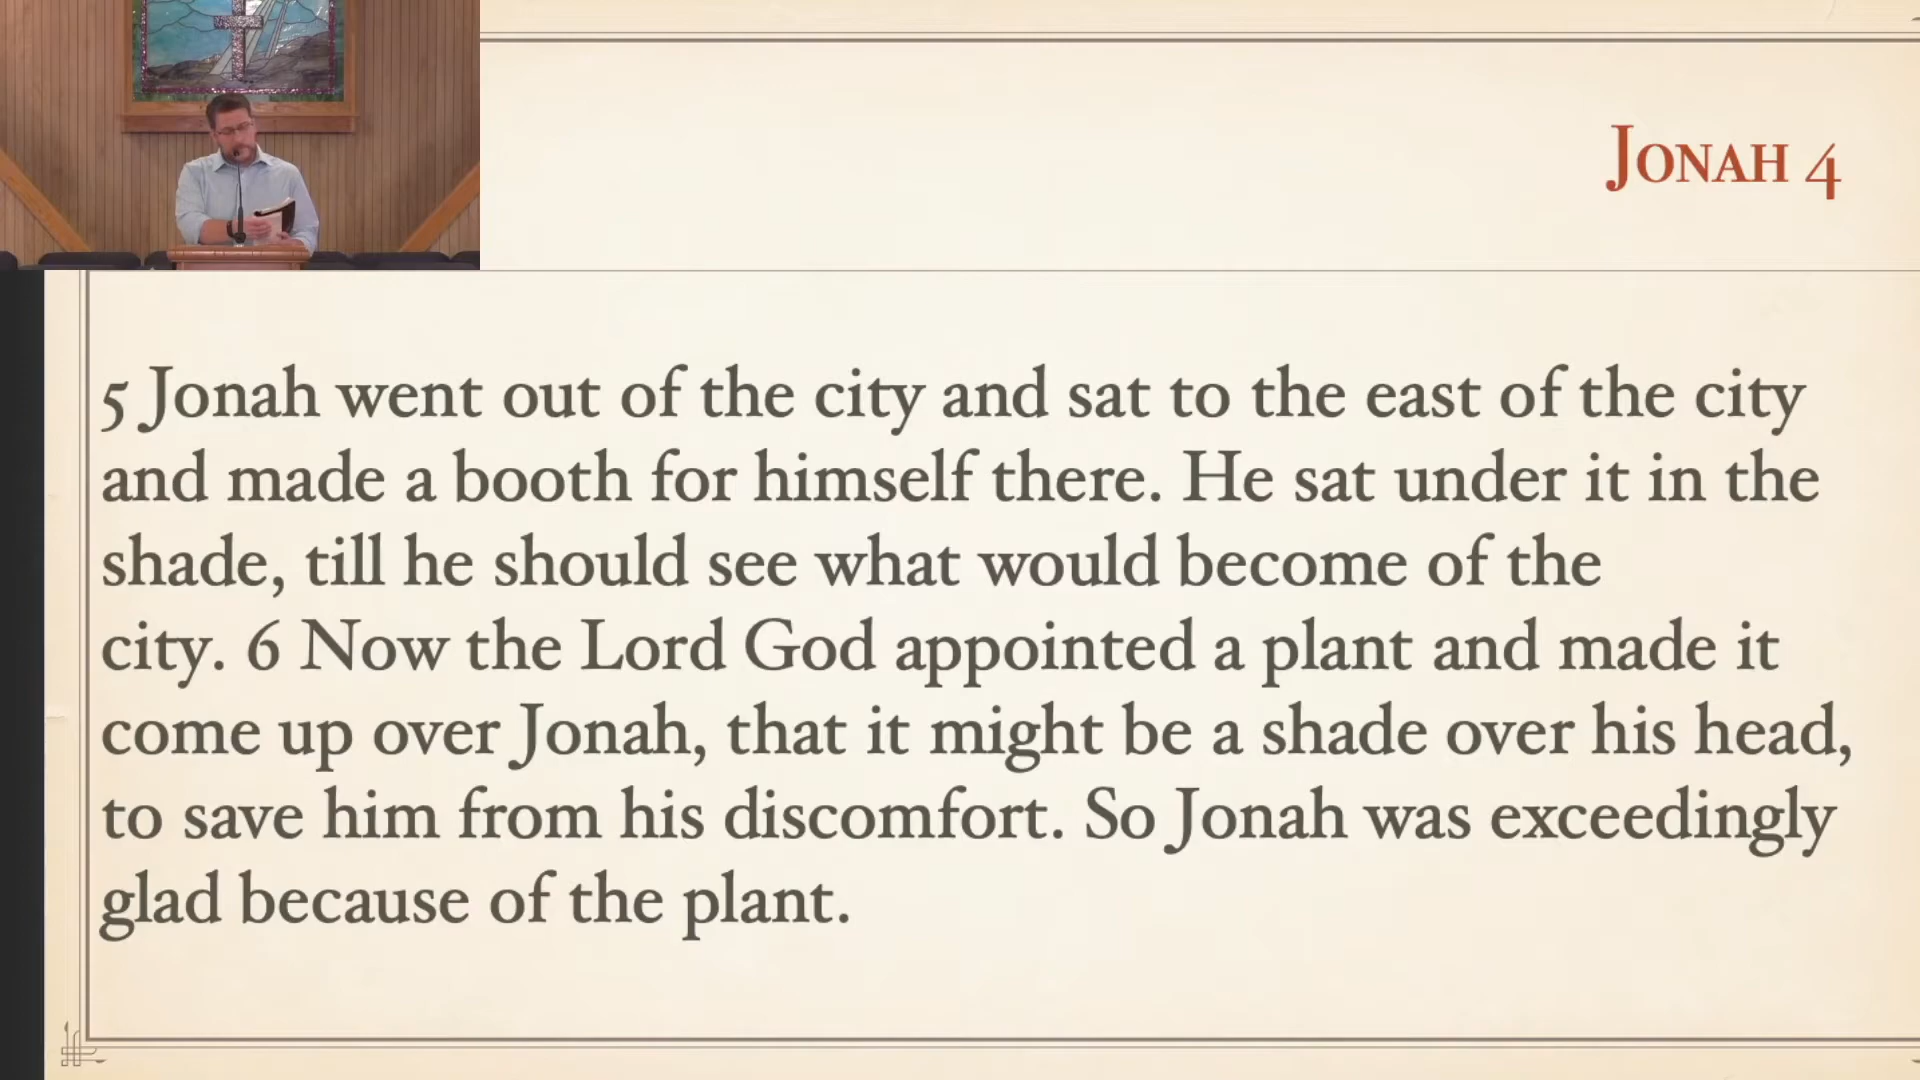 Jonah 4
5 Jonah went out of the city and sat to the east of the city
and made a booth for himself there. He sat under it in the
shade, till he should see what would become of the
city. 6 Now the Lord God appointed a plant and made it
come up over Jonah, that it might be a shade over his head,
to save him from his discomfort. So Jonah was exceedingly
glad because of the plant.